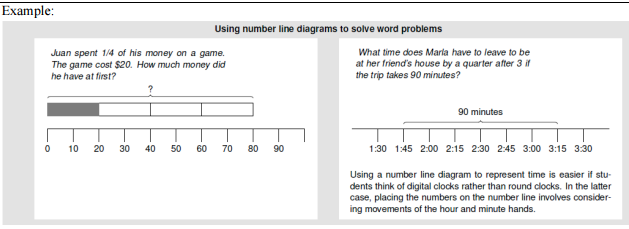 Example:
Using number line diagrams to solve word problems
Juan spent 1/4 of his money on a game.
The game cost $20. How much money did
he have at first?
?
0 10 20 30 40 50 60 70 80 90
What time does Marla have to leave to be
at her friend's house by a quarter after 3 if
the trip takes 90 minutes?
90 minutes
1:30 1:45 2:00 2:15 2:30 2:45 3:00 3:15 3:30
Using a number line diagram to represent time is easier if stu-
dents think of digital clocks rather than round clocks. In the latter
case, placing the numbers on the number line involves consider-
ing movements of the hour and minute hands.